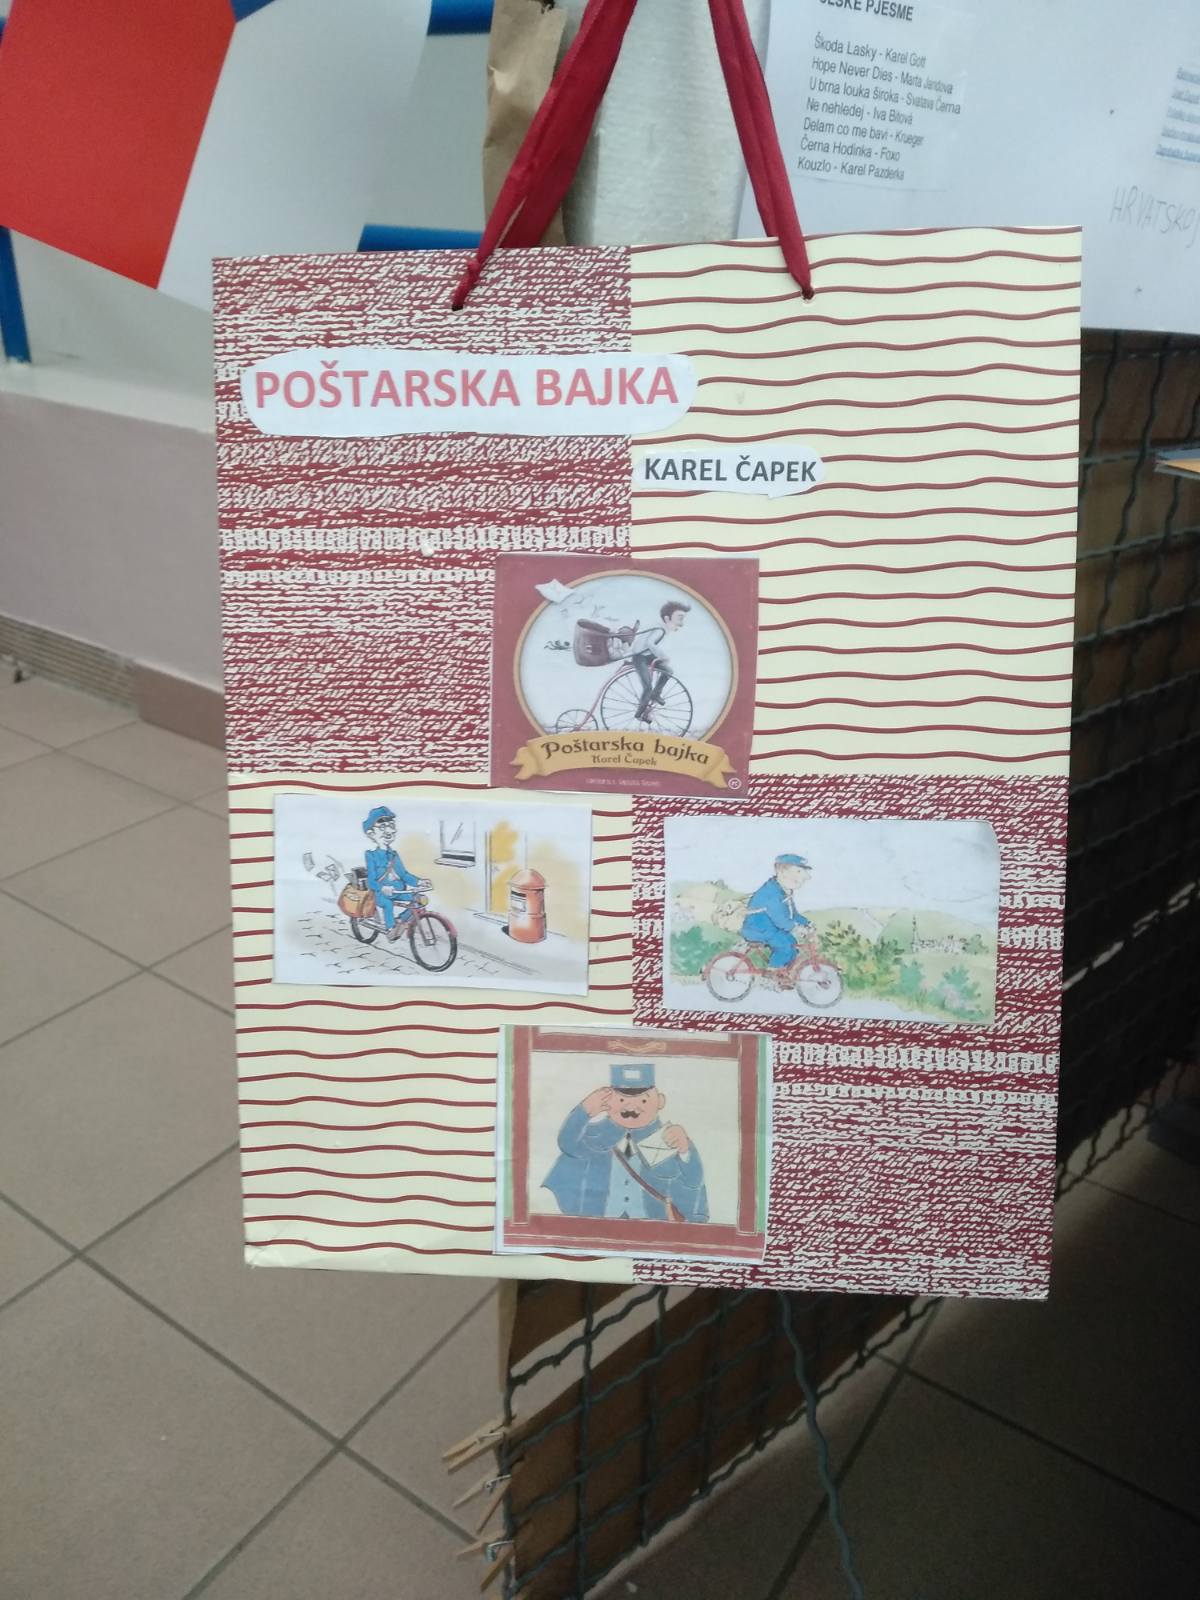 PJESME
Škoda Lasky - Karel Gott
Hope Never Dies - Marta Jandova
U brna louka široka - Svatava Černa
Ne nehledej - Iva Bitová
Delam co me bavi - Krueger
Černa Hodinka - Foxo
Kouzlo - Karel Pazderka
HRVATSKOJ
POŠTARSKA BAJKA
KAREL ČAPEK
Poštarska bajka
Karel Čapek